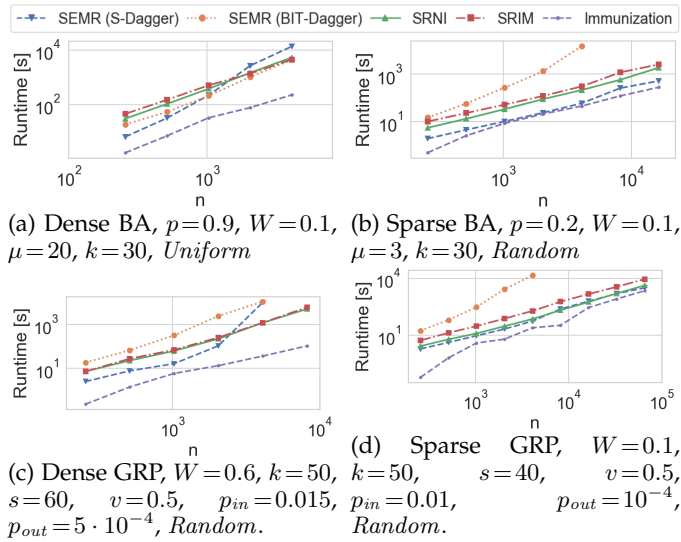 SEMR (S-Dagger) SEMR (BIT-Dagger) SRNI SRIM Immunization
Runtime [s]
10^4
10^2
10^2 10^3
n
Runtime [s]
10^3
10^1
10^3 10^4
n
(a) Dense BA, p=0.9, W=0.1,
μ=20, k=30, Uniform
(b) Sparse BA, p=0.2, W=0.1,
μ=3, k=30, Random
Runtime [s]
10^3
10^1
10^3 10^4
n
Runtime [s]
10^4
10^1
10^3 10^4 10^5
n
(c) Dense GRP, W=0.6, k=50,
s=60, v=0.5, p_in=0.015,
p_out=5·10^-4, Random.
(d) Sparse GRP, W=0.1,
k=50, s=40, v=0.5,
p_in=0.01, p_out=10^-4,
Random.